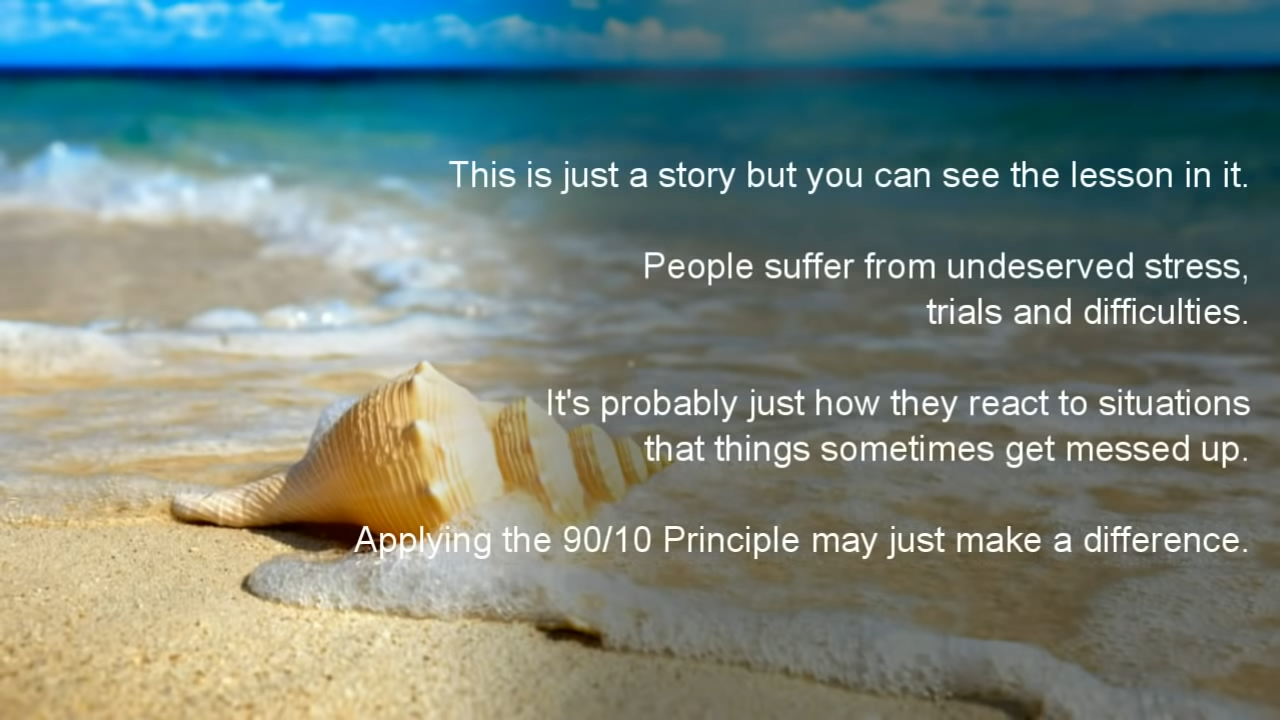 This is just a story but you can see the lesson in it.
People suffer from undeserved stress,
trials and difficulties.
It's probably just how they react to situations
that things sometimes get messed up.
Applying the 90/10 Principle may just make a difference.